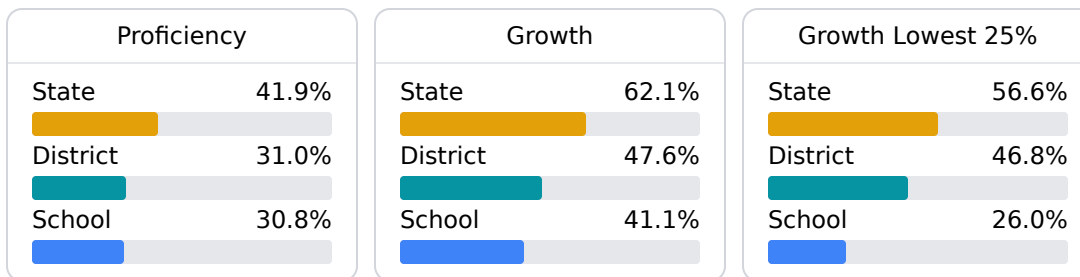 Proficiency
State 41.9%
District 31.0%
School 30.8%
Growth
State 62.1%
District 47.6%
School 41.1%
Growth Lowest 25%
State 56.6%
District 46.8%
School 26.0%